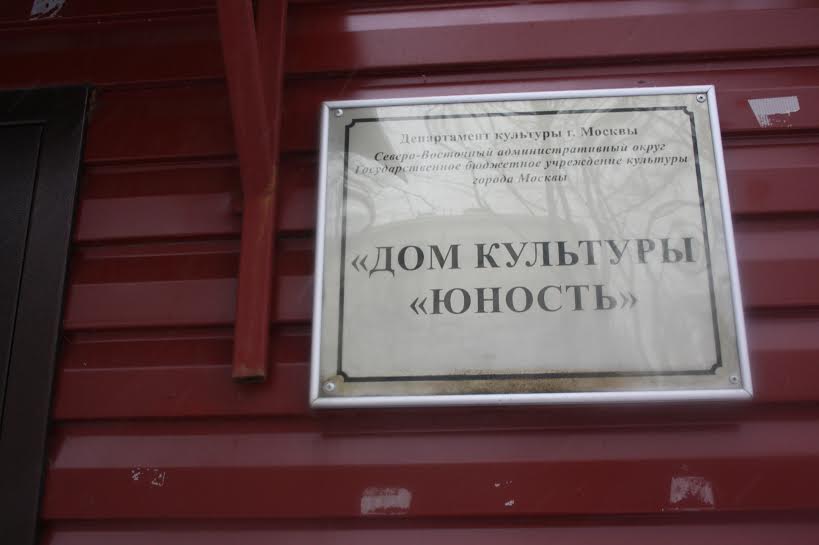 Департамент культуры г. Москвы
Северо-Восточный административный округ
Государственное бюджетное учреждение культуры
города Москвы
«ДОМ КУЛЬТУРЫ
«ЮНОСТЬ»